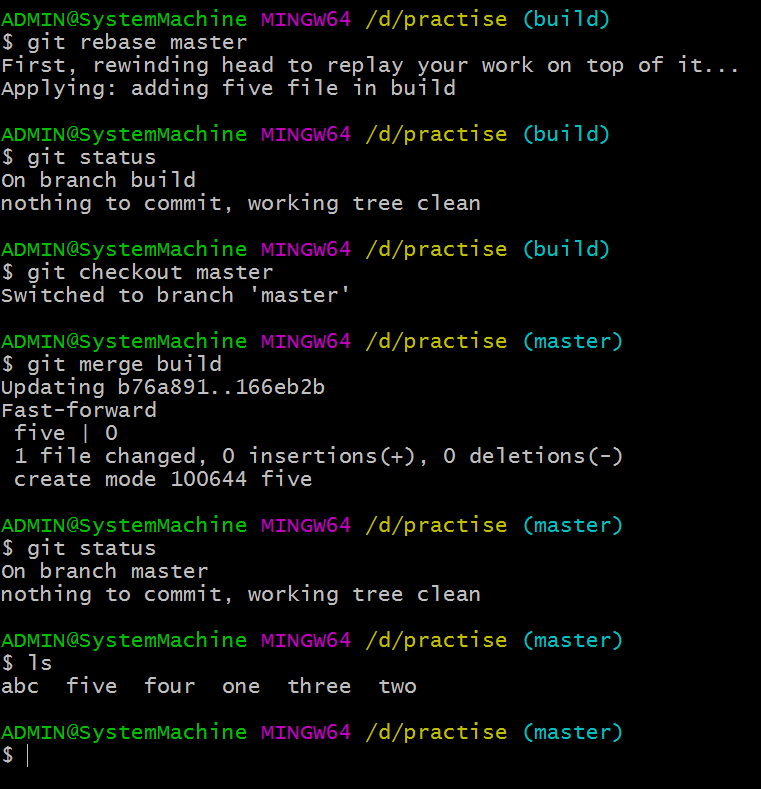 ADMIN@SystemMachine MINGW64 /d/practise (build)
$ git rebase master
First, rewinding head to replay your work on top of it...
Applying: adding five file in build
ADMIN@SystemMachine MINGW64 /d/practise (build)
$ git status
On branch build
nothing to commit, working tree clean
ADMIN@SystemMachine MINGW64 /d/practise (build)
$ git checkout master
Switched to branch 'master'
ADMIN@SystemMachine MINGW64 /d/practise (master)
$ git merge build
Updating b76a891..166eb2b
Fast-forward
 five | 0
 1 file changed, 0 insertions(+), 0 deletions(-)
 create mode 100644 five
ADMIN@SystemMachine MINGW64 /d/practise (master)
$ git status
On branch master
nothing to commit, working tree clean
ADMIN@SystemMachine MINGW64 /d/practise (master)
$ ls
abc  five  four  one  three  two
ADMIN@SystemMachine MINGW64 /d/practise (master)
$